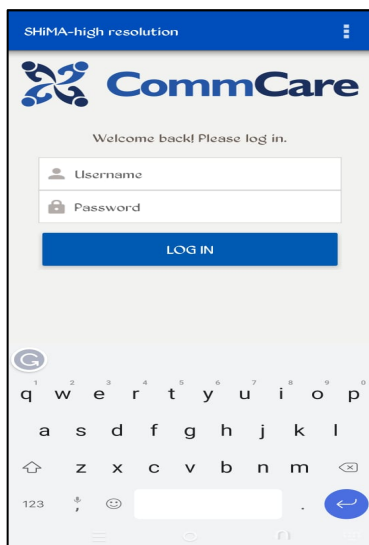 SHiMA-high resolution
CommCare
Welcome back! Please log in.
Username
Password
LOG IN
G
1 2 3 4 5 6 7 8 9 0
q w e r t y u i o p
a s d f g h j k l
z x c v b n m
123 , .